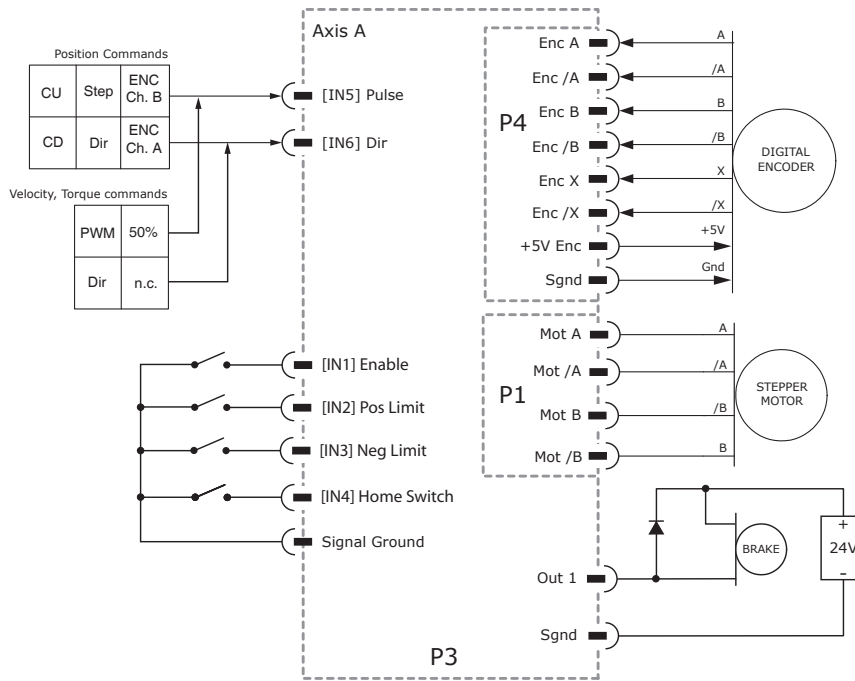 Axis A
Position Commands
CU Step ENC Ch. B
CD Dir ENC Ch. A
Velocity, Torque commands
PWM 50%
Dir n.c.
[IN5] Pulse
[IN6] Dir
[IN1] Enable
[IN2] Pos Limit
[IN3] Neg Limit
[IN4] Home Switch
Signal Ground
P3
P4
Enc A
Enc /A
Enc B
Enc /B
Enc X
Enc /X
+5V Enc
Sgnd
A
/A
B
/B
X
/X
+5V
Gnd
DIGITAL
ENCODER
P1
Mot A
Mot /A
Mot B
Mot /B
A
/A
/B
B
STEPPER
MOTOR
Out 1
Sgnd
BRAKE
+
24V
-